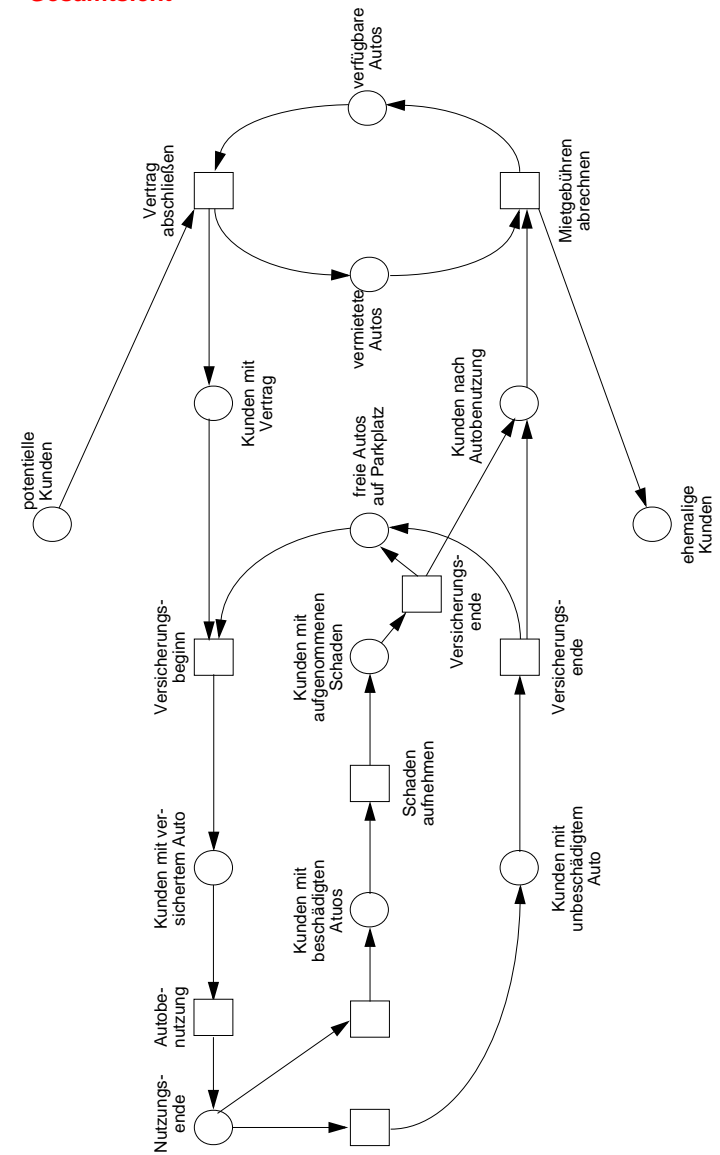 Gesamtsicht
potentielle
Kunden
Nutzungs-
ende
Autobe-
nutzung
Kunden mit ver-
sichertem Auto
Versicherungs-
beginn
Vertrag
abschließen
Kunden mit
Vertrag
Kunden mit
beschädigten
Atuos
Kunden mit
aufgenommenen
Schaden
freie Autos
auf Parkplatz
vermietete
Autos
verfügbare
Autos
Schaden
aufnehmen
Versicherungs-
ende
Kunden nach
Autobenutzung
Kunden mit
unbeschädigtem
Auto
Versicherungs-
ende
Mietgebühren
abrechnen
ehemalige
Kunden